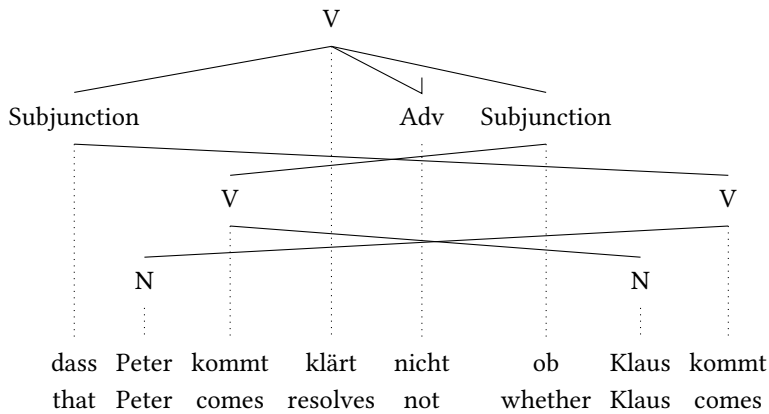 V
Subjunction Adv Subjunction
V V
N N
dass Peter kommt klärt nicht ob Klaus kommt
that Peter comes resolves not whether Klaus comes